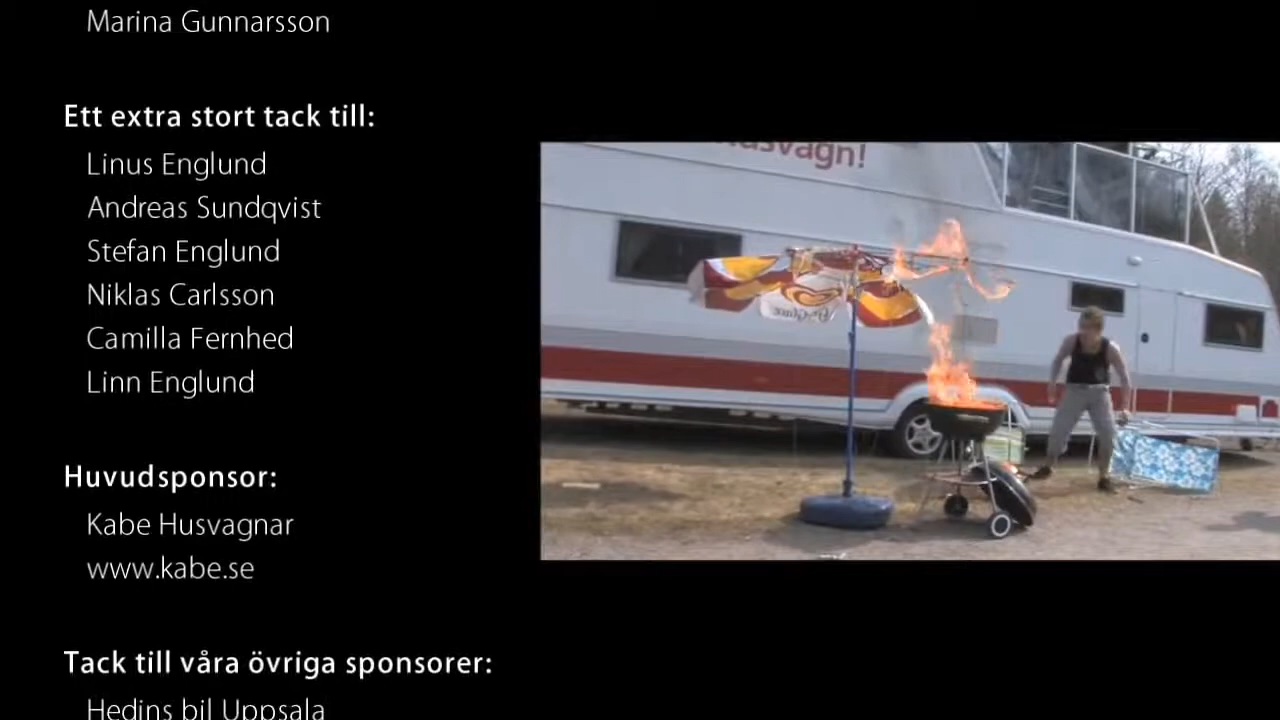 Marina Gunnarsson
Ett extra stort tack till:
Linus Englund
Andreas Sundqvist
Stefan Englund
Niklas Carlsson
Camilla Fernhed
Linn Englund
Huvudsponsor:
Kabe Husvagnar
www.kabe.se
Tack till våra övriga sponsorer:
Hedins bil Uppsala
husvagn!